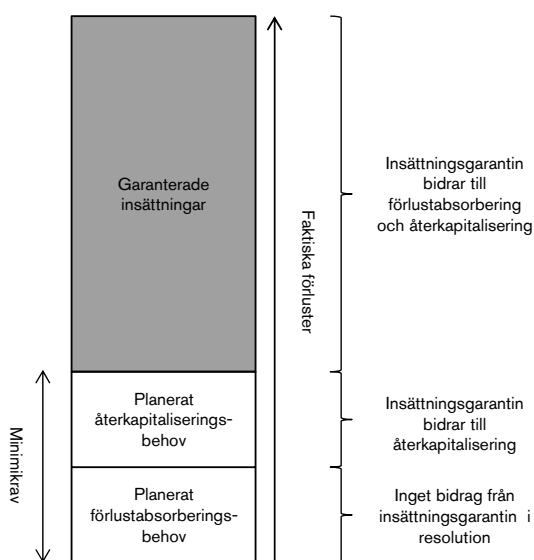 Garanterade
insättningar
Faktiska förluster
Insättningsgarantin
bidrar till
förlustabsorbering
och återkapitalisering
Minimikrav
Planerat
återkapitaliserings-
behov
Insättningsgarantin
bidrar till
återkapitalisering
Planerat
förlustabsorberings-
behov
Inget bidrag från
insättningsgarantin i
resolution